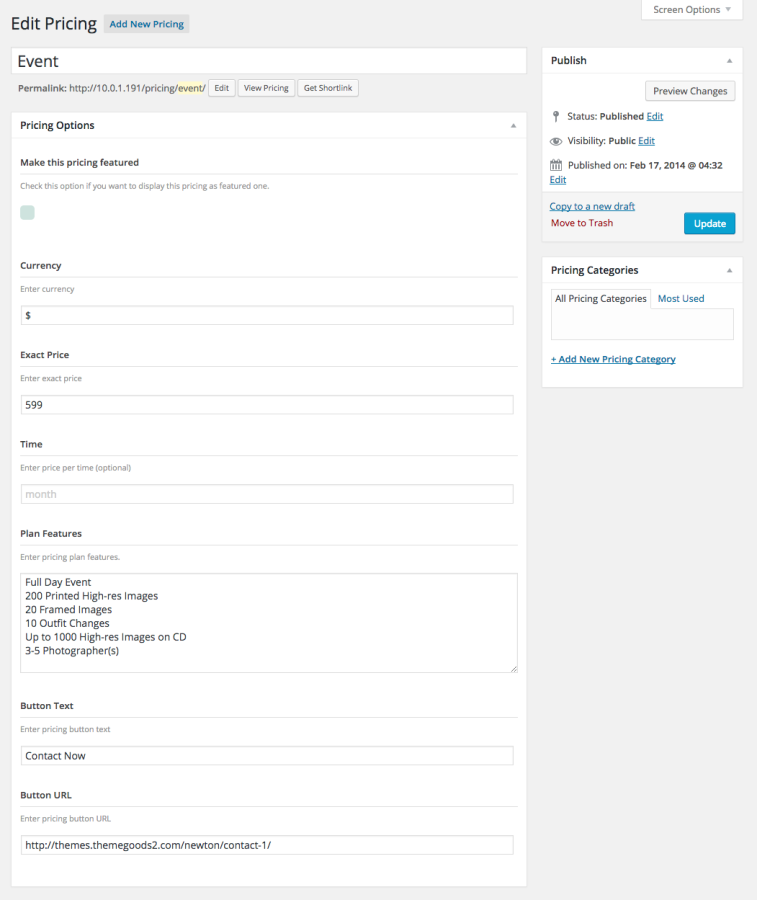 Screen Options
Edit Pricing Add New Pricing
Event
Permalink: http://10.0.1.191/pricing/event/ Edit View Pricing Get Shortlink
Pricing Options
Make this pricing featured
Check this option if you want to display this pricing as featured one.
Currency
Enter currency
$
Exact Price
Enter exact price
599
Time
Enter price per time (optional)
month
Plan Features
Enter pricing plan features.
Full Day Event
200 Printed High-res Images
20 Framed Images
10 Outfit Changes
Up to 1000 High-res Images on CD
3-5 Photographer(s)
Button Text
Enter pricing button text
Contact Now
Button URL
Enter pricing button URL
http://themes.themegoods2.com/newton/contact-1/
Publish
Preview Changes
Status: Published Edit
Visibility: Public Edit
Published on: Feb 17, 2014 @ 04:32
Edit
Copy to a new draft
Move to Trash
Update
Pricing Categories
All Pricing Categories Most Used
+ Add New Pricing Category